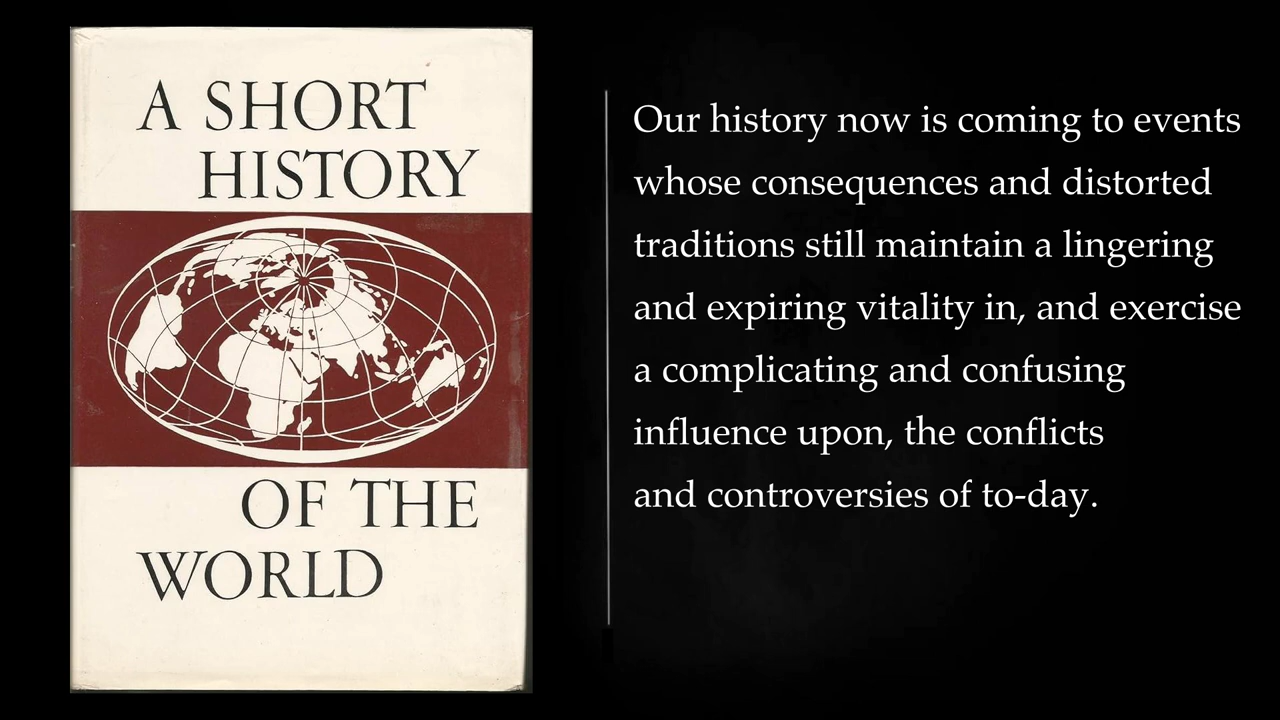 A SHORT
HISTORY
OF THE
WORLD
Our history now is coming to events
whose consequences and distorted
traditions still maintain a lingering
and expiring vitality in, and exercise
a complicating and confusing
influence upon, the conflicts
and controversies of to-day.